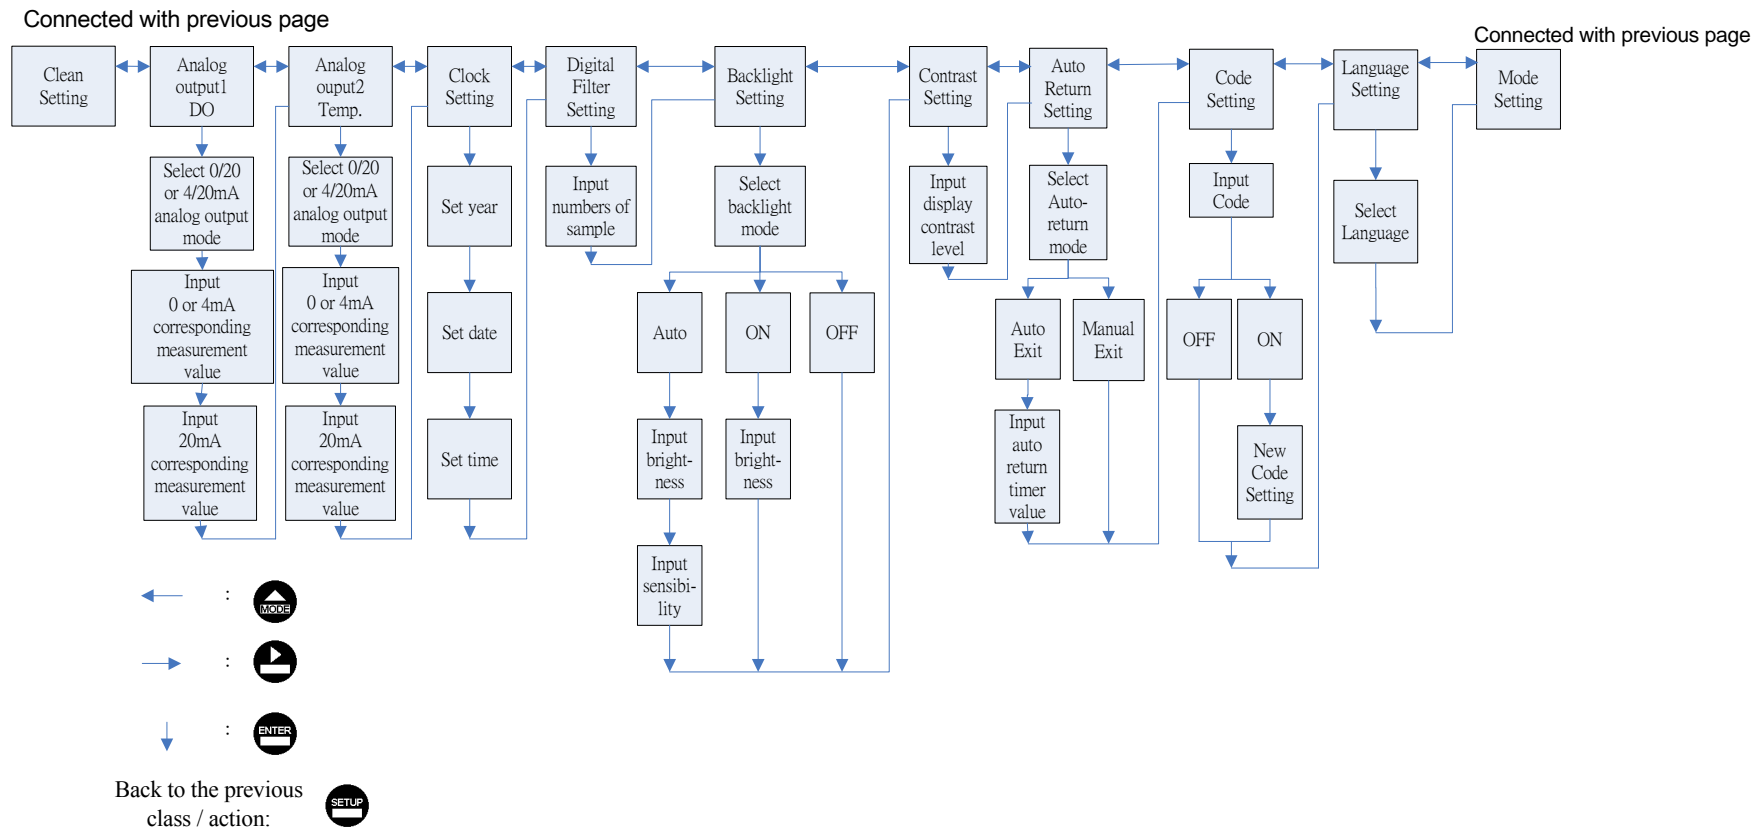 Connected with previous page
Connected with previous page
Clean
Setting
Analog
output1
DO
Analog
ouput2
Temp.
Clock
Setting
Digital
Filter
Setting
Backlight
Setting
Contrast
Setting
Auto
Return
Setting
Code
Setting
Language
Setting
Mode
Setting
Select 0/20
or 4/20mA
analog output
mode
Select 0/20
or 4/20mA
analog output
mode
Set year
Input
numbers of
sample
Select
backlight
mode
Input
display
contrast
level
Select
Auto-
return
mode
Input
Code
Select
Language
Input
0 or 4mA
corresponding
measurement
value
Input
0 or 4mA
corresponding
measurement
value
Set date
Auto
ON
OFF
Auto
Exit
Manual
Exit
OFF
ON
Input
20mA
corresponding
measurement
value
Input
20mA
corresponding
measurement
value
Set time
Input
bright-
ness
Input
bright-
ness
Input
auto
return
timer
value
New
Code
Setting
Input
sensibi-
lity
:
MODE
:
:
ENTER
Back to the previous
class / action:
SETUP